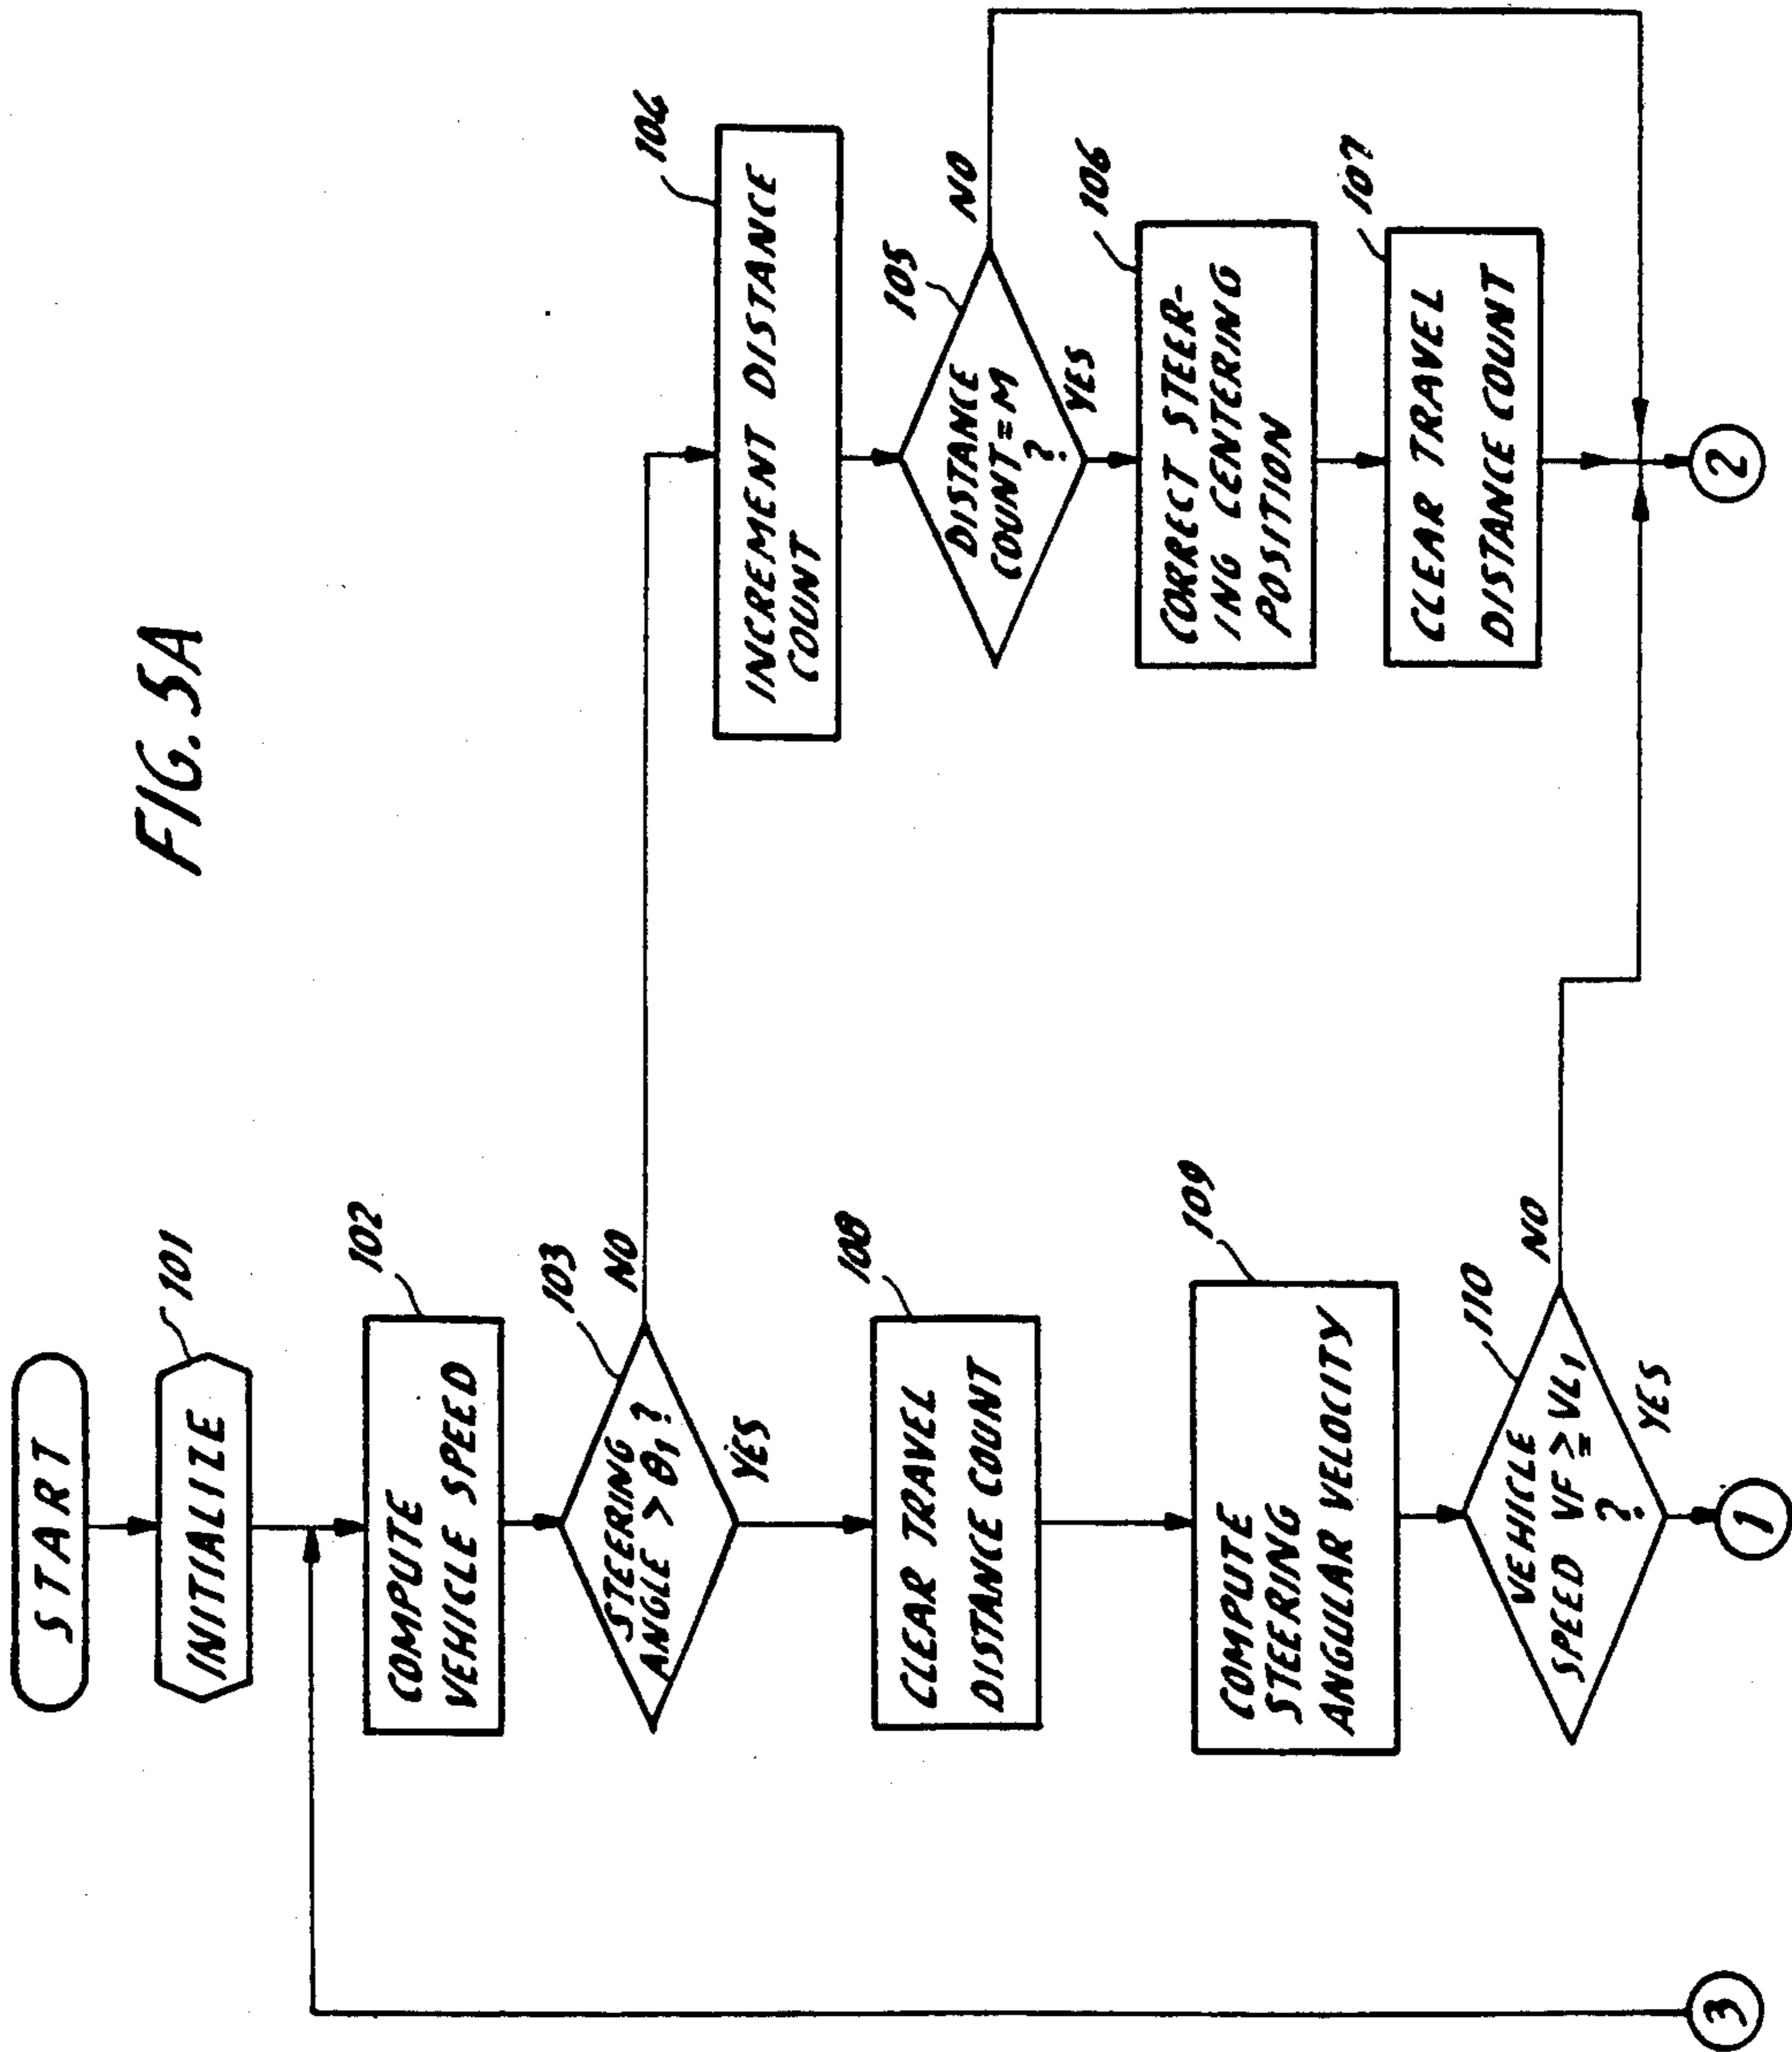 FIG. 5A
START
INITIALIZE
101
COMPUTE
VEHICLE SPEED
102
STEERING
ANGLE > θ1 ?
103
NO
YES
INCREMENT DISTANCE
COUNT
104
DISTANCE
COUNT = M
?
105
NO
YES
CORRECT STEER-
ING CENTERING
POSITION
106
CLEAR TRAVEL
DISTANCE COUNT
107
CLEAR TRAVEL
DISTANCE COUNT
108
COMPUTE
STEERING
ANGULAR VELOCITY
109
VEHICLE
SPEED VF ≧ VL1
?
110
NO
YES
1
2
3